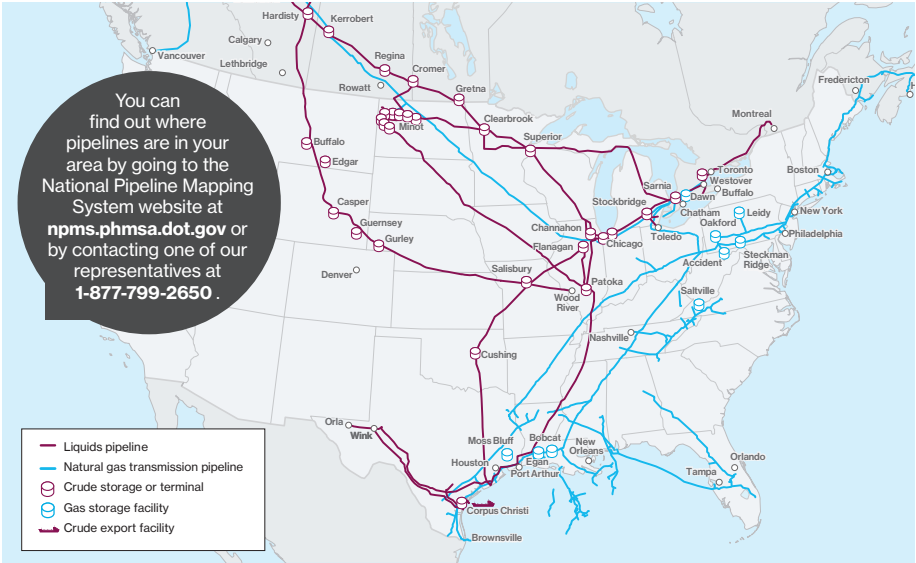 Hardisty
Kerrobert
Calgary
Vancouver
Lethbridge
Regina
Cromer
Rowatt
Gretna
Fredericton
Minot
Clearbrook
Superior
Montreal
You can
find out where
pipelines are in your
area by going to the
National Pipeline Mapping
System website at
npms.phmsa.dot.gov or
by contacting one of our
representatives at
1-877-799-2650 .
Buffalo
Edgar
Casper
Guernsey
Gurley
Denver
Toronto
Westover
Buffalo
Boston
Sarnia
Dawn
Stockbridge
Chatham
Oakford
Leidy
New York
Philadelphia
Channahon
Flanagan
Chicago
Toledo
Accident
Steckman
Ridge
Salisbury
Patoka
Wood
River
Saltville
Nashville
Cushing
Orla
Wink
Moss Bluff
Bobcat
New
Orleans
Houston
Egan
Port Arthur
Orlando
Tampa
Corpus Christi
Brownsville
Liquids pipeline
Natural gas transmission pipeline
Crude storage or terminal
Gas storage facility
Crude export facility